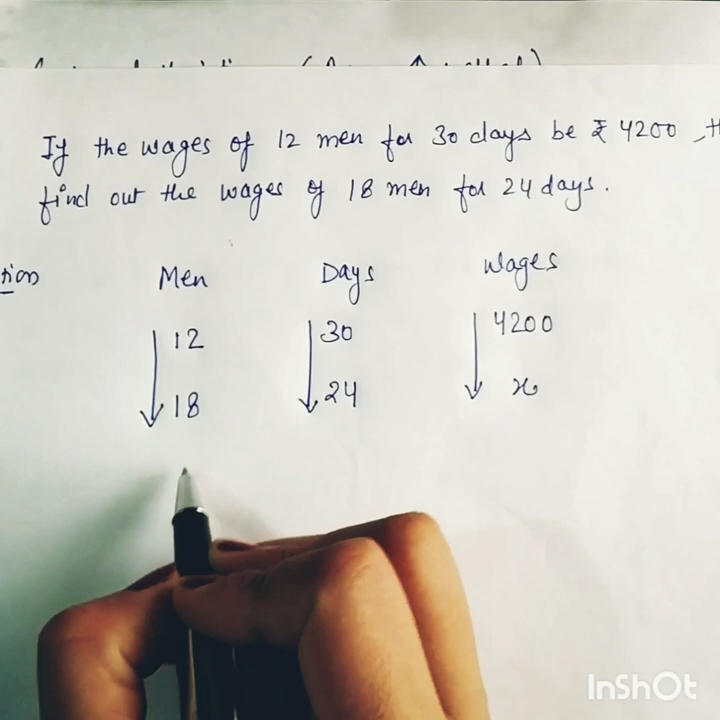 If the wages of 12 men for 30 days be ₹ 4200, th
find out the wages of 18 men for 24 days.
tion Men Days Wages
12 30 4200
18 24 x
InShOt